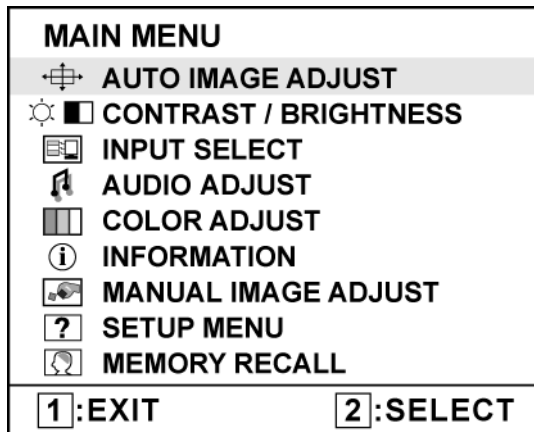 MAIN MENU
AUTO IMAGE ADJUST
CONTRAST / BRIGHTNESS
INPUT SELECT
AUDIO ADJUST
COLOR ADJUST
i INFORMATION
MANUAL IMAGE ADJUST
? SETUP MENU
MEMORY RECALL
1:EXIT 2:SELECT